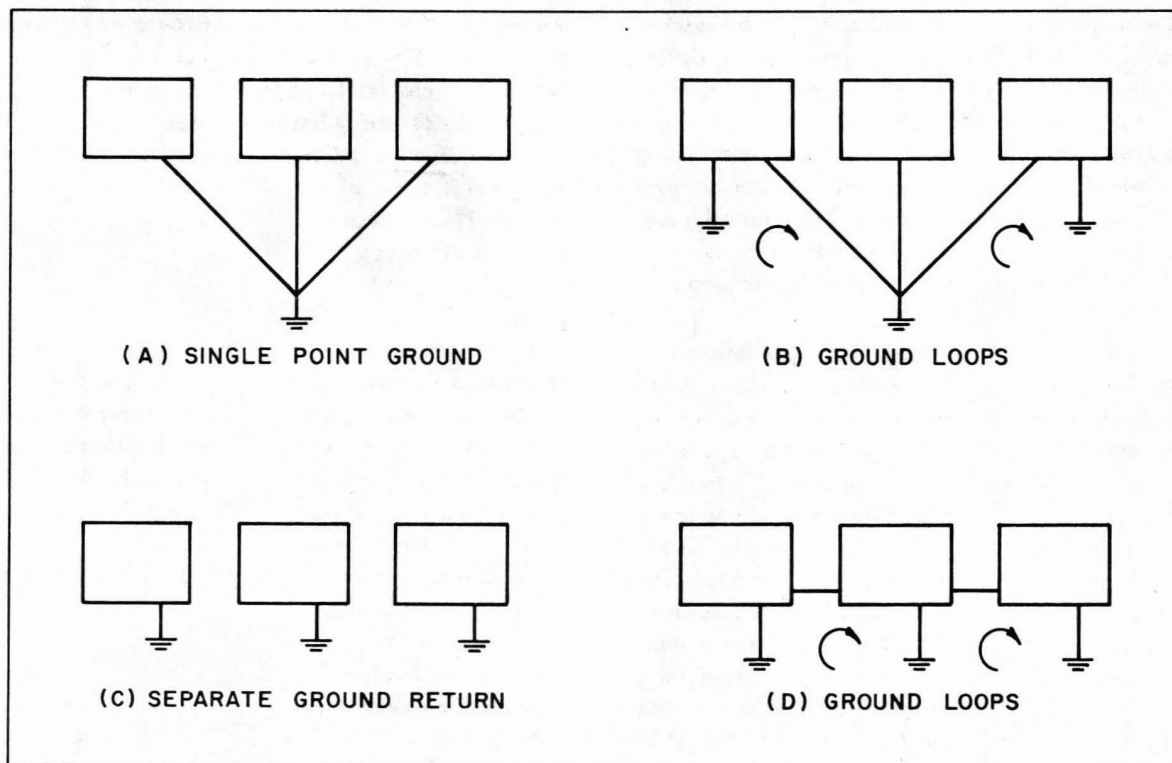 (A) SINGLE POINT GROUND
(B) GROUND LOOPS
(C) SEPARATE GROUND RETURN
(D) GROUND LOOPS